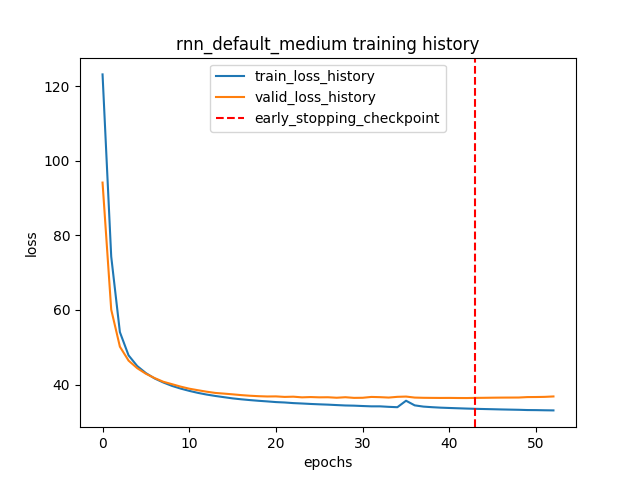 rnn_default_medium training history
train_loss_history
valid_loss_history
early_stopping_checkpoint
120
100
80
60
40
loss
0 10 20 30 40 50
epochs